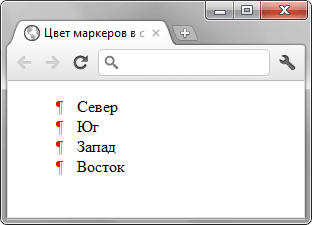 Цвет маркеров в с
¶ Север
¶ Юг
¶ Запад
¶ Восток